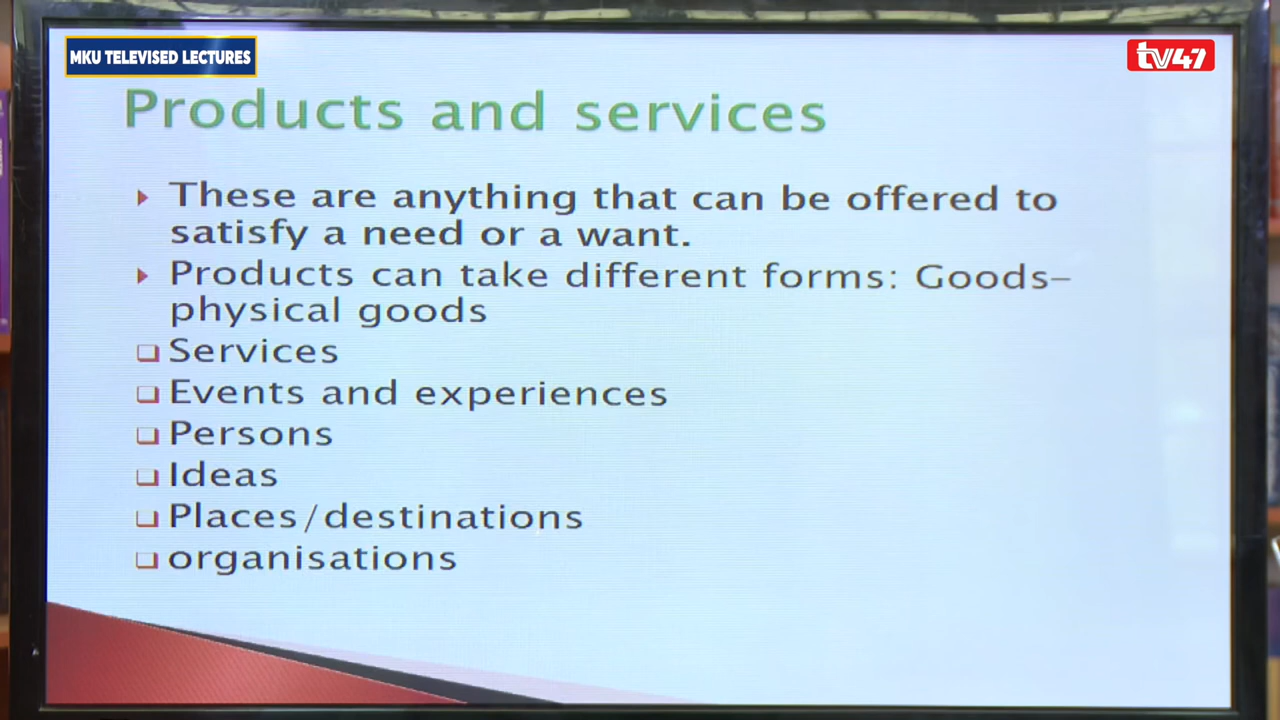 MKU TELEVISED LECTURES
tv47
Products and services
These are anything that can be offered to
satisfy a need or a want.
Products can take different forms: Goods–
physical goods
Services
Events and experiences
Persons
Ideas
Places/destinations
organisations